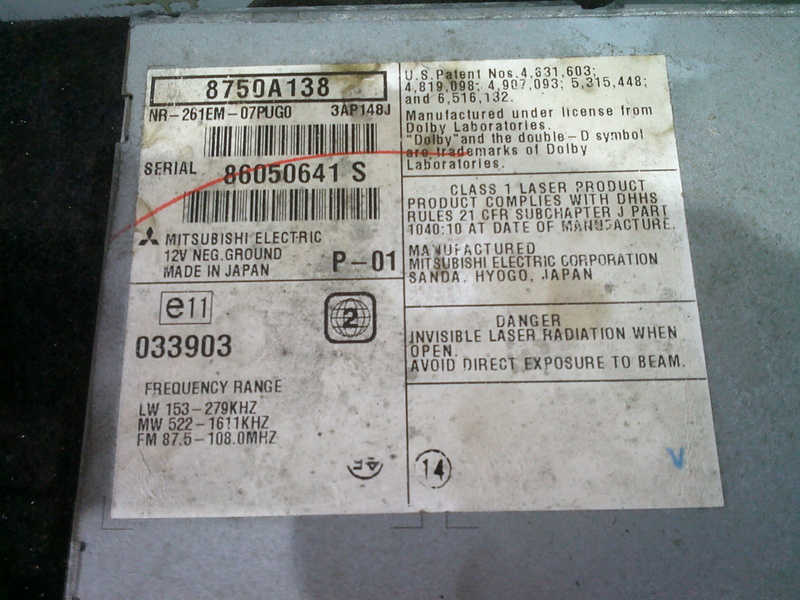 8750A138
NR-261EM-07PUG0 3AP148J
SERIAL 86050641 S
MITSUBISHI ELECTRIC
12V NEG.GROUND
MADE IN JAPAN P-01
e11
2
033903
FREQUENCY RANGE
LW 153-279KHZ
MW 522-1611KHZ
FM 87.5-108.0MHZ
U.S.Patent Nos.4,631,603;
4,819,098; 4,907,093; 5,315,448;
and 6,516,132.
Manufactured under license from
Dolby Laboratories.
"Dolby"and the double-D symbol
are trademarks of Dolby
Laboratories.
CLASS 1 LASER PRODUCT
PRODUCT COMPLIES WITH DHHS
RULES 21 CFR SUBCHAPTER J PART
1040:10 AT DATE OF MANUFACTURE.
MANUFACTURED
MITSUBISHI ELECTRIC CORPORATION
SANDA. HYOGO, JAPAN
DANGER
INVISIBLE LASER RADIATION WHEN
OPEN.
AVOID DIRECT EXPOSURE TO BEAM.
14
V